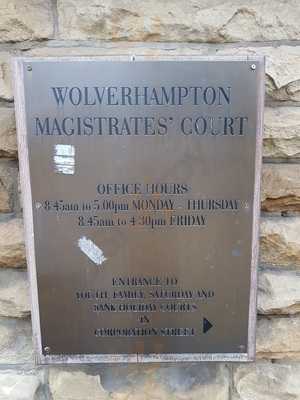 WOLVERHAMPTON
MAGISTRATES' COURT
OFFICE HOURS
8.45am to 5.00pm MONDAY - THURSDAY
8.45am to 4.30pm FRIDAY
ENTRANCE TO
YOUTH, FAMILY, SATURDAY AND
BANK HOLIDAY COURTS
IN
CORPORATION STREET